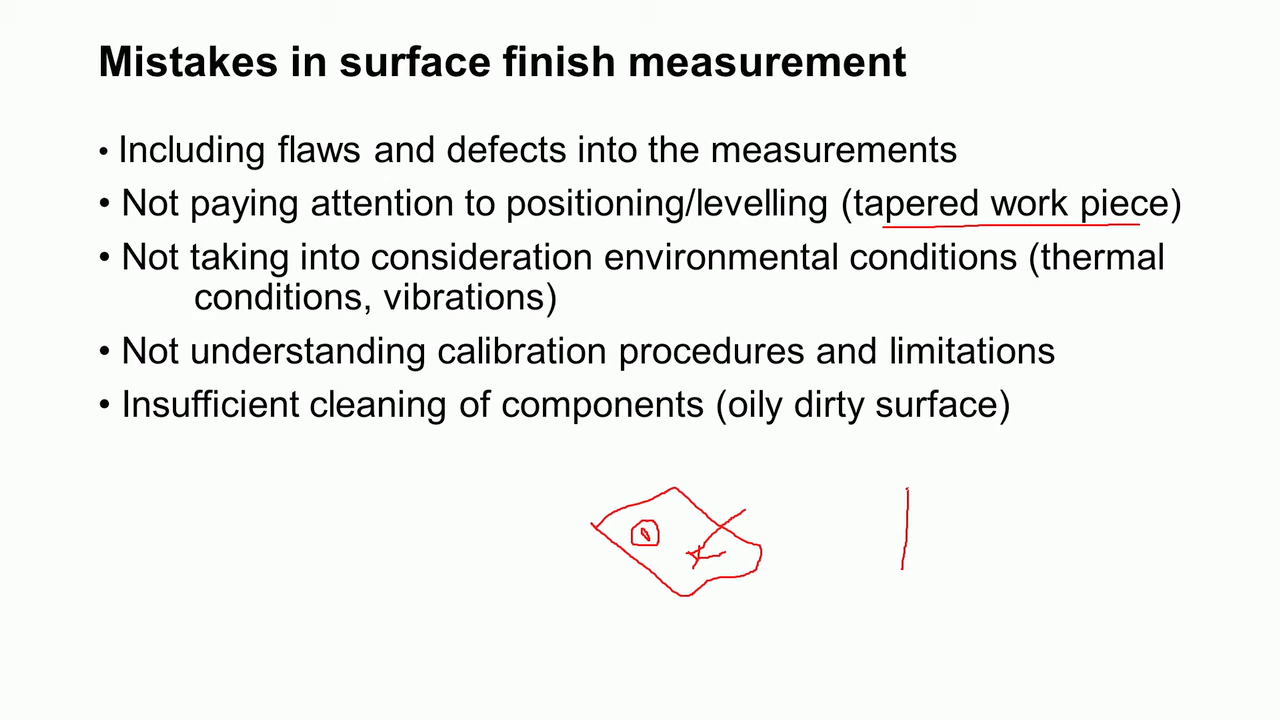 Mistakes in surface finish measurement
• Including flaws and defects into the measurements
• Not paying attention to positioning/levelling (tapered work piece)
• Not taking into consideration environmental conditions (thermal
conditions, vibrations)
• Not understanding calibration procedures and limitations
• Insufficient cleaning of components (oily dirty surface)